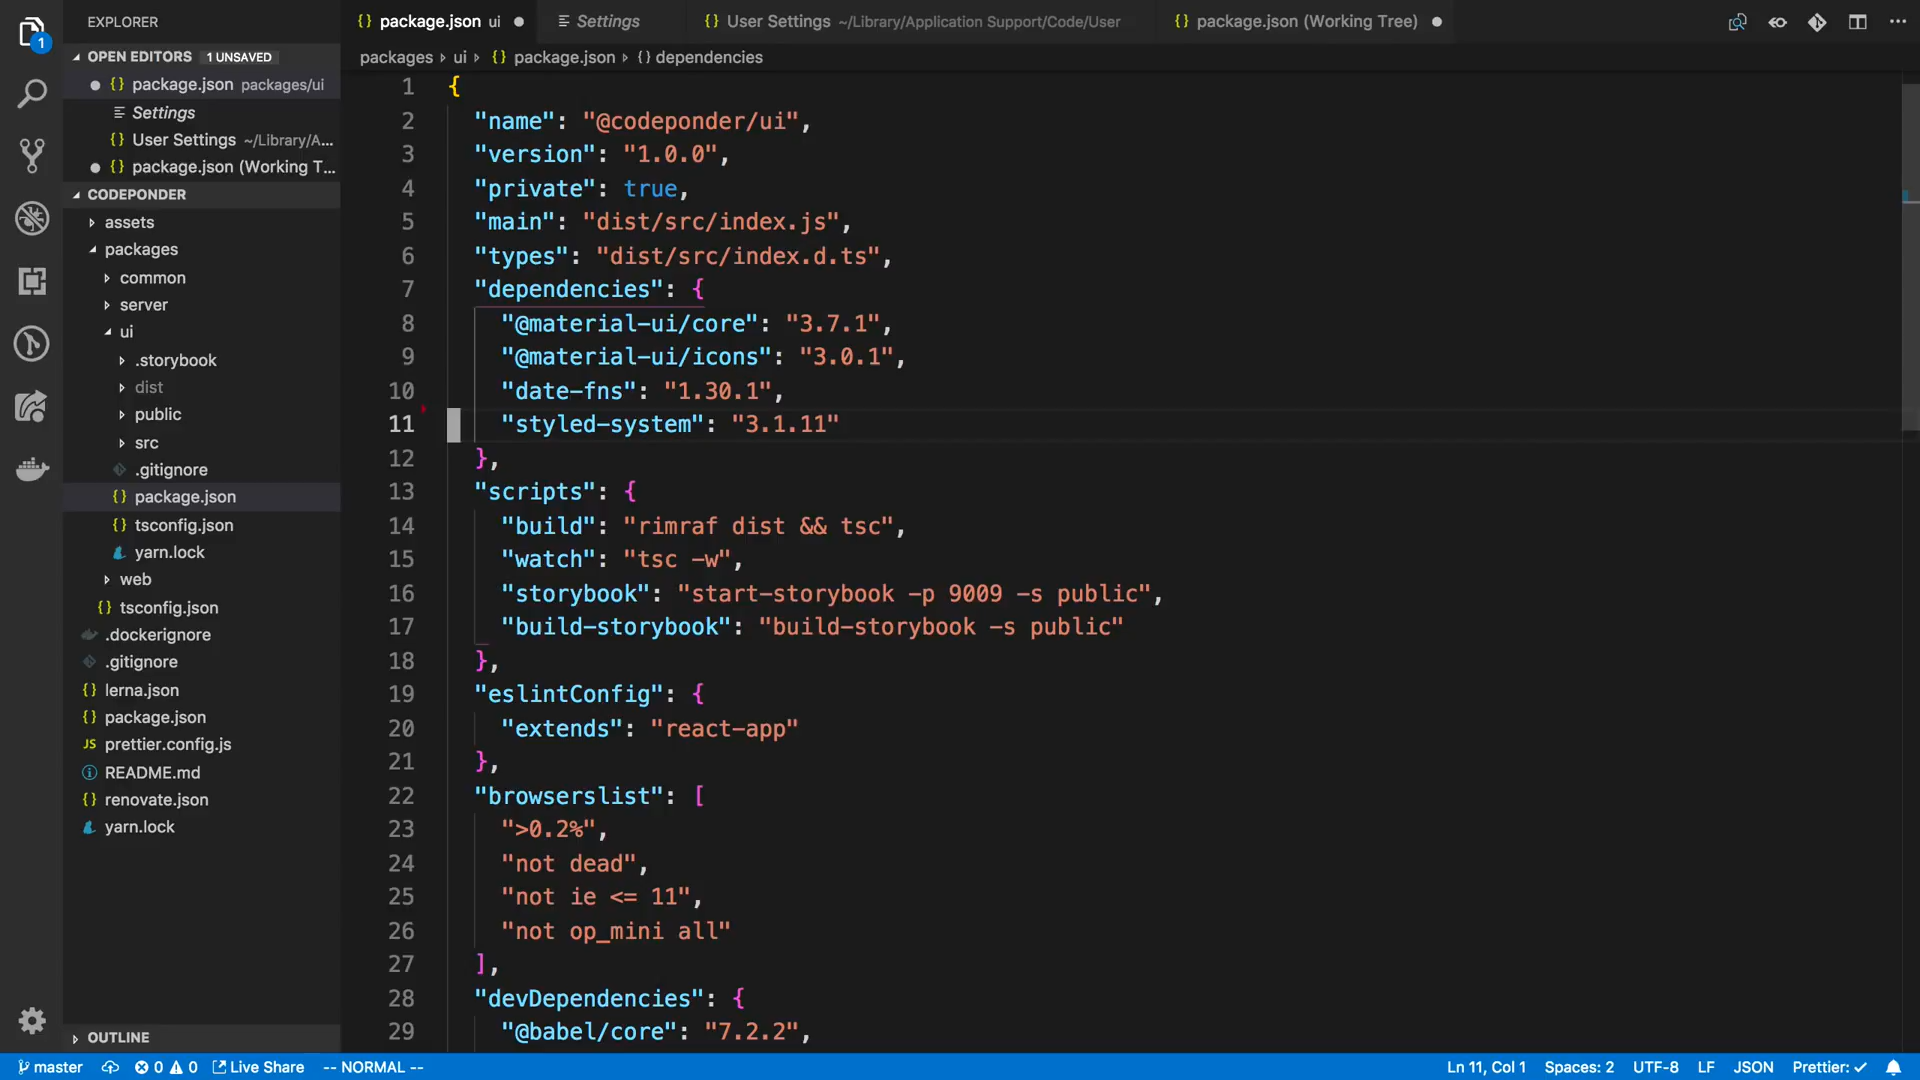 EXPLORER
OPEN EDITORS 1 UNSAVED
package.json packages/ui
Settings
User Settings ~/Library/A...
package.json (Working T...
CODEPONDER
assets
packages
common
server
ui
.storybook
dist
public
src
.gitignore
package.json
tsconfig.json
yarn.lock
web
tsconfig.json
.dockerignore
.gitignore
lerna.json
package.json
prettier.config.js
README.md
renovate.json
yarn.lock
OUTLINE
1
package.json ui
Settings
User Settings ~/Library/Application Support/Code/User
package.json (Working Tree)
packages ui package.json dependencies
1 {
2 "name": "@codeponder/ui",
3 "version": "1.0.0",
4 "private": true,
5 "main": "dist/src/index.js",
6 "types": "dist/src/index.d.ts",
7 "dependencies": {
8 "@material-ui/core": "3.7.1",
9 "@material-ui/icons": "3.0.1",
10 "date-fns": "1.30.1",
11 "styled-system": "3.1.11"
12 },
13 "scripts": {
14 "build": "rimraf dist && tsc",
15 "watch": "tsc -w",
16 "storybook": "start-storybook -p 9009 -s public",
17 "build-storybook": "build-storybook -s public"
18 },
19 "eslintConfig": {
20 "extends": "react-app"
21 },
22 "browserslist": [
23 ">0.2%",
24 "not dead",
25 "not ie <= 11",
26 "not op_mini all"
27 ],
28 "devDependencies": {
29 "@babel/core": "7.2.2",
master 0 0 Live Share -- NORMAL -- Ln 11, Col 1 Spaces: 2 UTF-8 LF JSON Prettier: ✓